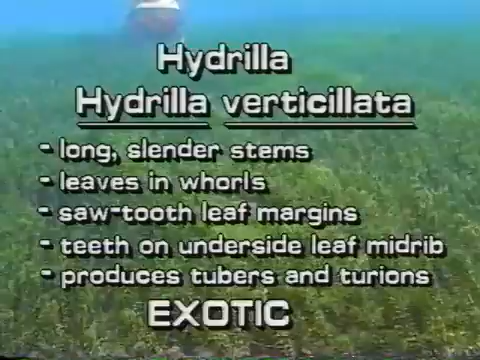 Hydrilla
Hydrilla verticillata
- long, slender stems
- leaves in whorls
- saw-tooth leaf margins
- teeth on underside leaf midrib
- produces tubers and turions
EXOTIC